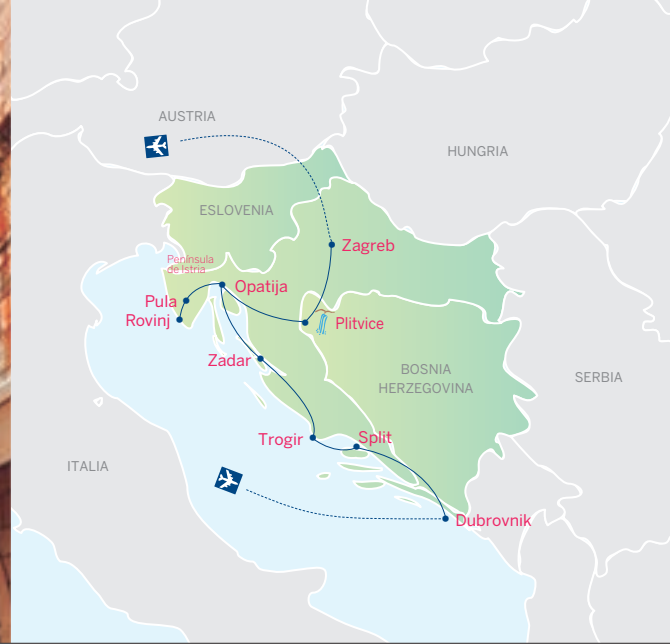 AUSTRIA
HUNGRIA
ESLOVENIA
Zagreb
Península
de Istria
Opatija
Pula
Rovinj
Plitvice
Zadar
BOSNIA
HERZEGOVINA
SERBIA
Trogir
Split
ITALIA
Dubrovnik